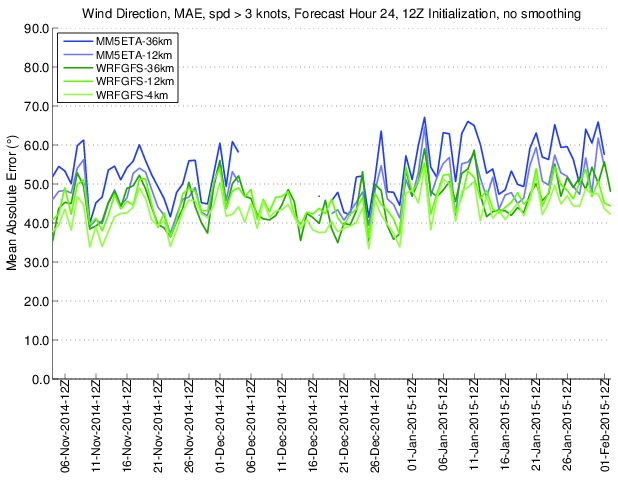 Wind Direction, MAE, spd > 3 knots, Forecast Hour 24, 12Z Initialization, no smoothing
90.0
80.0
70.0
60.0
50.0
40.0
30.0
20.0
10.0
0.0
Mean Absolute Error (°)
MM5ETA-36km
MM5ETA-12km
WRFGFS-36km
WRFGFS-12km
WRFGFS-4km
06-Nov-2014-12Z
11-Nov-2014-12Z
16-Nov-2014-12Z
21-Nov-2014-12Z
26-Nov-2014-12Z
01-Dec-2014-12Z
06-Dec-2014-12Z
11-Dec-2014-12Z
16-Dec-2014-12Z
21-Dec-2014-12Z
26-Dec-2014-12Z
01-Jan-2015-12Z
06-Jan-2015-12Z
11-Jan-2015-12Z
16-Jan-2015-12Z
21-Jan-2015-12Z
26-Jan-2015-12Z
01-Feb-2015-12Z